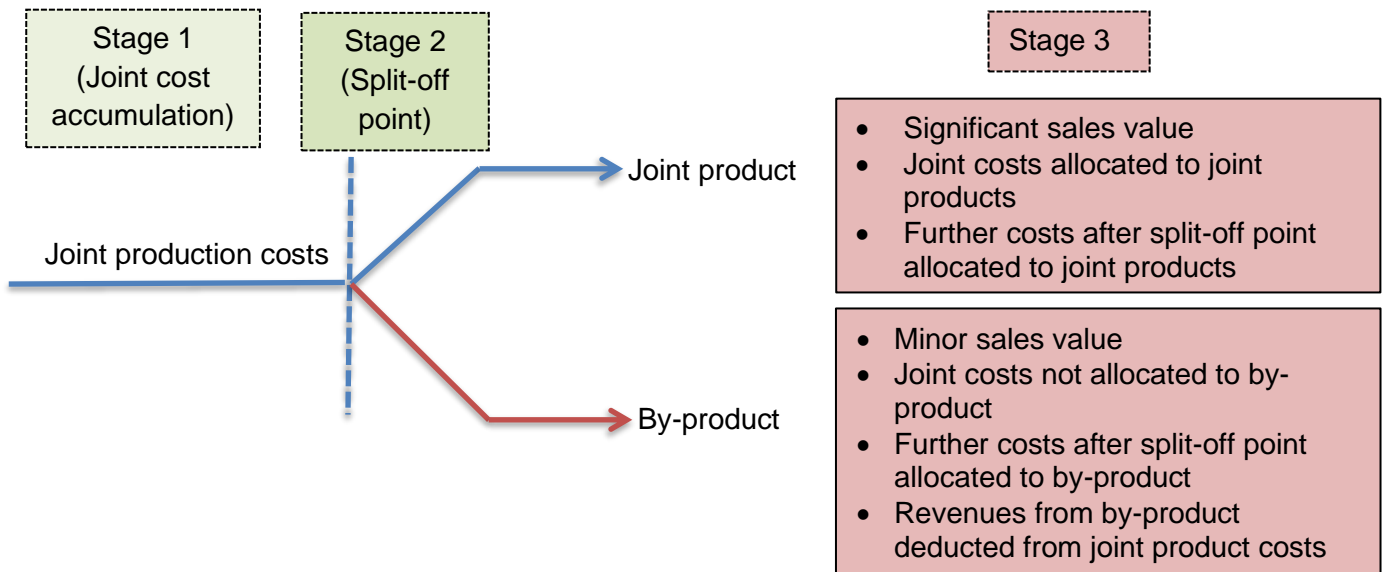 Stage 1
(Joint cost
accumulation)
Stage 2
(Split-off
point)
Stage 3
Joint production costs
Joint product
By-product
• Significant sales value
• Joint costs allocated to joint
products
• Further costs after split-off point
allocated to joint products
• Minor sales value
• Joint costs not allocated to by-
product
• Further costs after split-off point
allocated to by-product
• Revenues from by-product
deducted from joint product costs